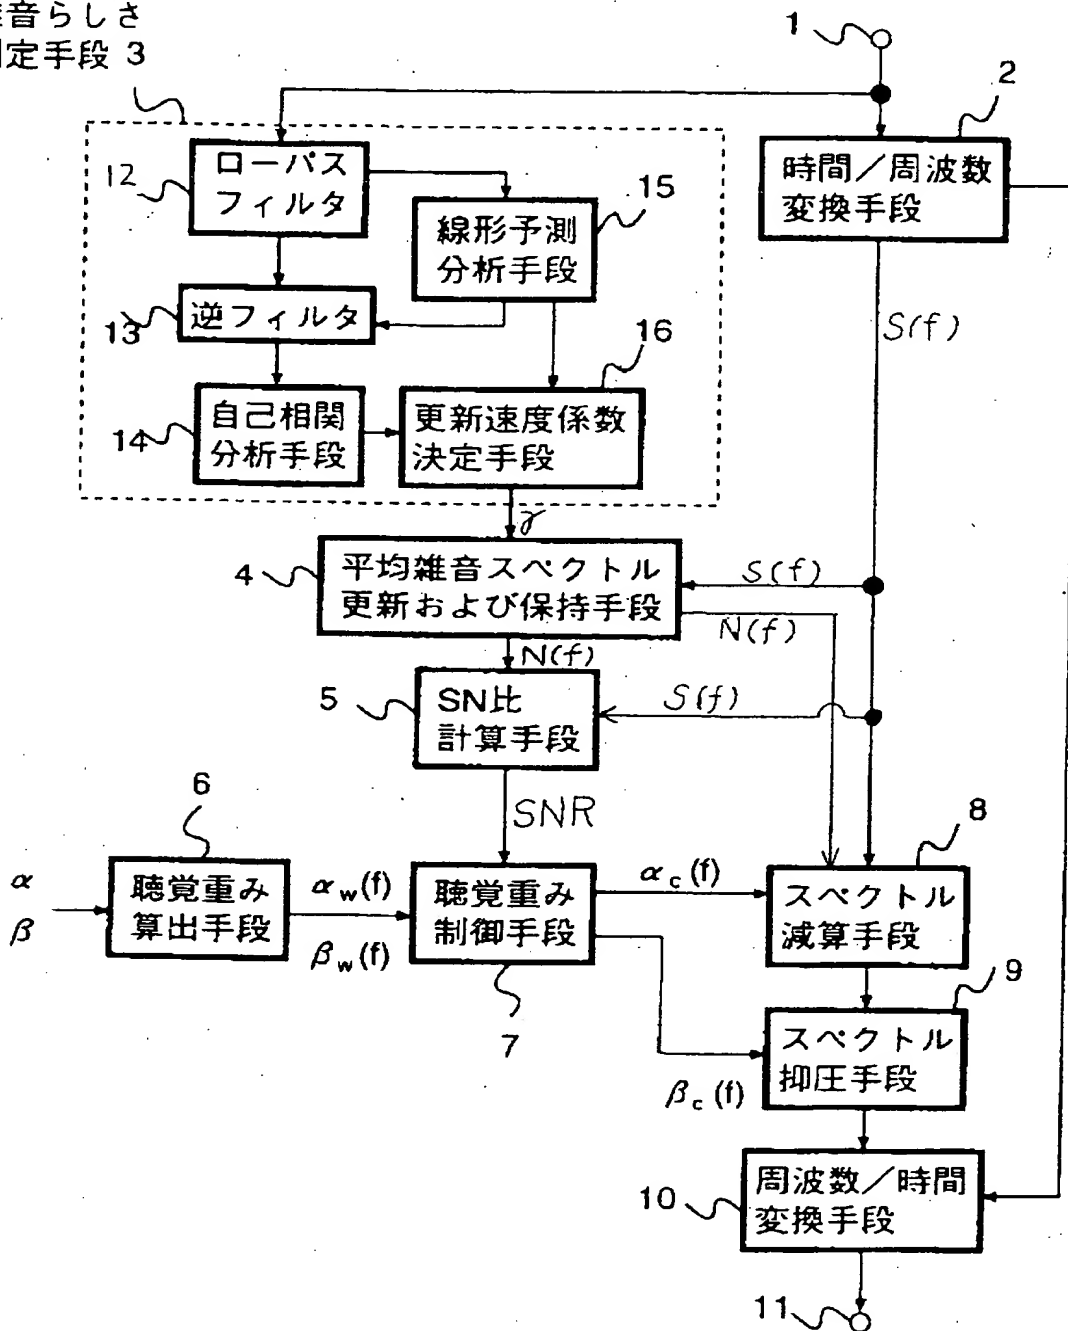 音らしさ
定手段 3
1
2
時間／周波数
変換手段
12
ローパス
フィルタ
15
線形予測
分析手段
S(f)
13
逆フィルタ
16
14
自己相関
分析手段
更新速度係数
決定手段
γ
4
平均雑音スペクトル
更新および保持手段
S(f)
N(f)
N(f)
5
SN比
計算手段
S(f)
6
SNR
8
α
β
聴覚重み
算出手段
αw(f)
βw(f)
聴覚重み
制御手段
αc(f)
スペクトル
減算手段
7
9
スペクトル
抑圧手段
βc(f)
10
周波数／時間
変換手段
11